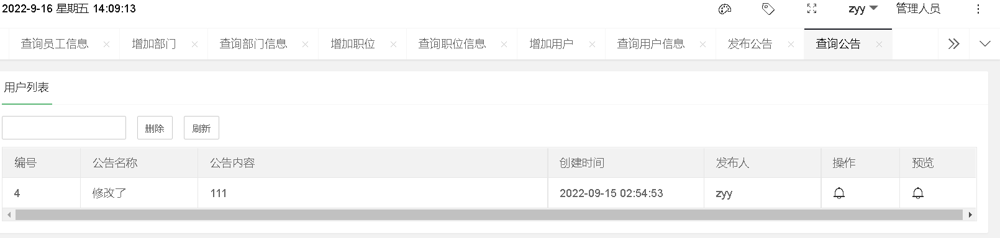 2022-9-16 星期五 14:09:13 zyy 管理人员
查询员工信息 增加部门 查询部门信息 增加职位 查询职位信息 增加用户 查询用户信息 发布公告 查询公告
用户列表
删除 刷新
编号 公告名称 公告内容 创建时间 发布人 操作 预览
4 修改了 111 2022-09-15 02:54:53 zyy